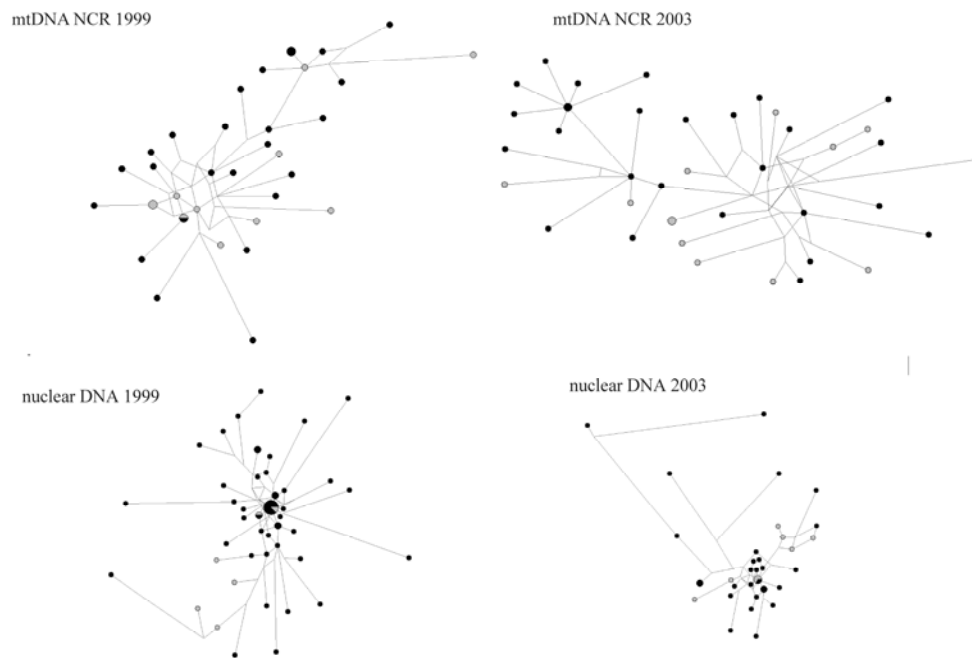 mtDNA NCR 1999
mtDNA NCR 2003
nuclear DNA 1999
nuclear DNA 2003